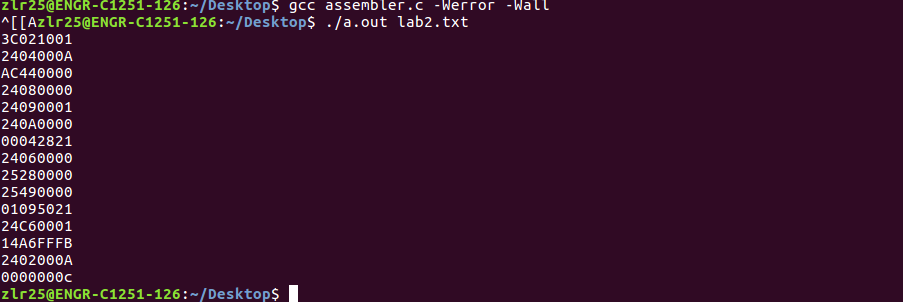 zlr25@ENGR-C1251-126:~/Desktop$ gcc assembler.c -Werror -Wall
^[[Azlr25@ENGR-C1251-126:~/Desktop$ ./a.out lab2.txt
3C021001
2404000A
AC440000
24080000
24090001
240A0000
00042821
24060000
25280000
25490000
01095021
24C60001
14A6FFFB
2402000A
0000000c
zlr25@ENGR-C1251-126:~/Desktop$